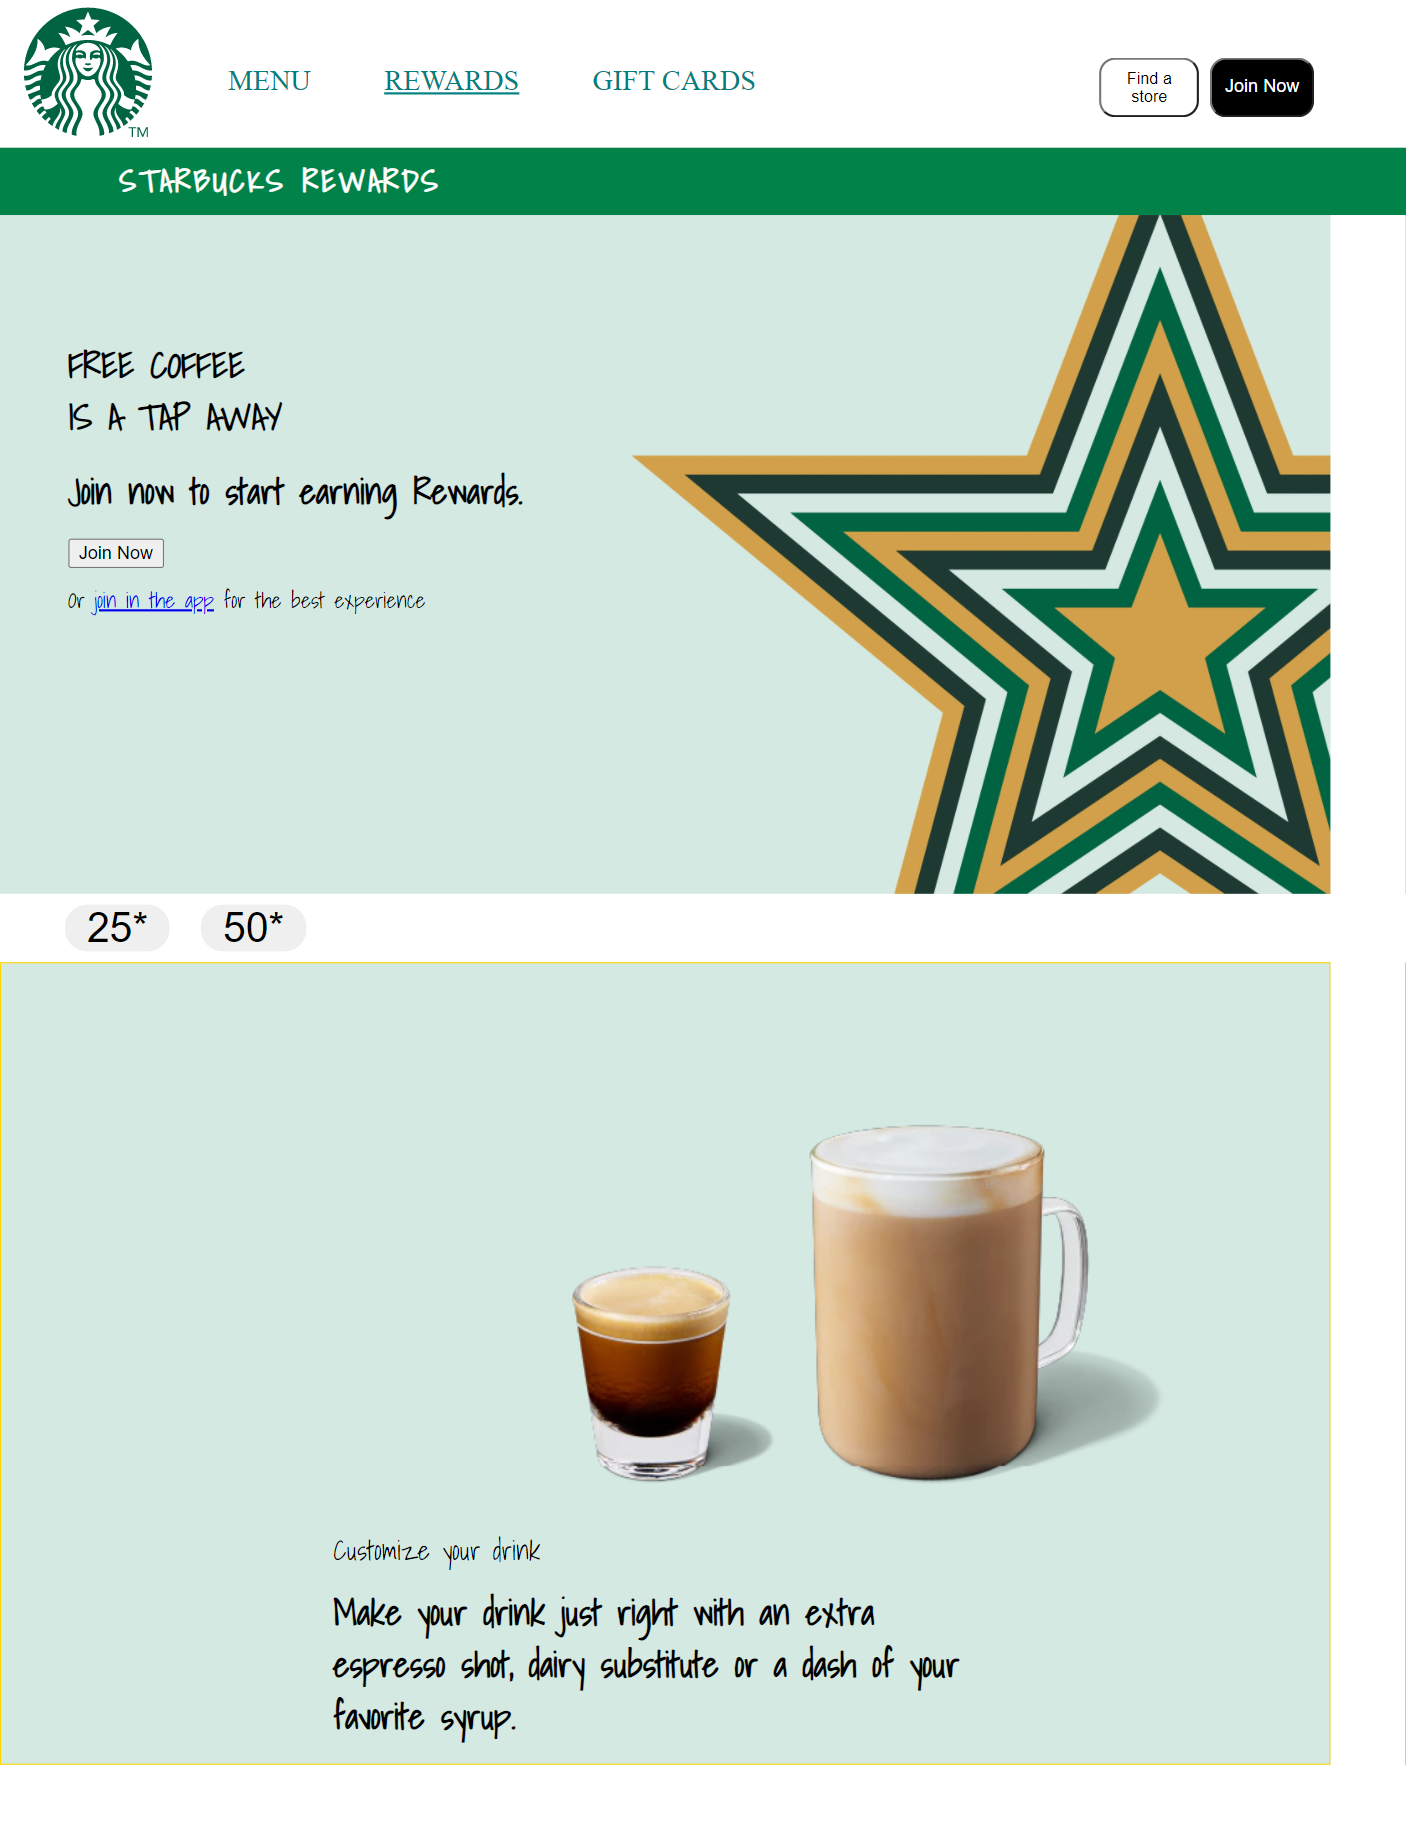 TM
MENU REWARDS GIFT CARDS
Find a
store
Join Now
STARBUCKS REWARDS
FREE COFFEE
IS A TAP AWAY
Join now to start earning Rewards.
Join Now
Or join in the app for the best experience
25* 50*
Customize your drink
Make your drink just right with an extra
espresso shot, dairy substitute or a dash of your
favorite syrup.